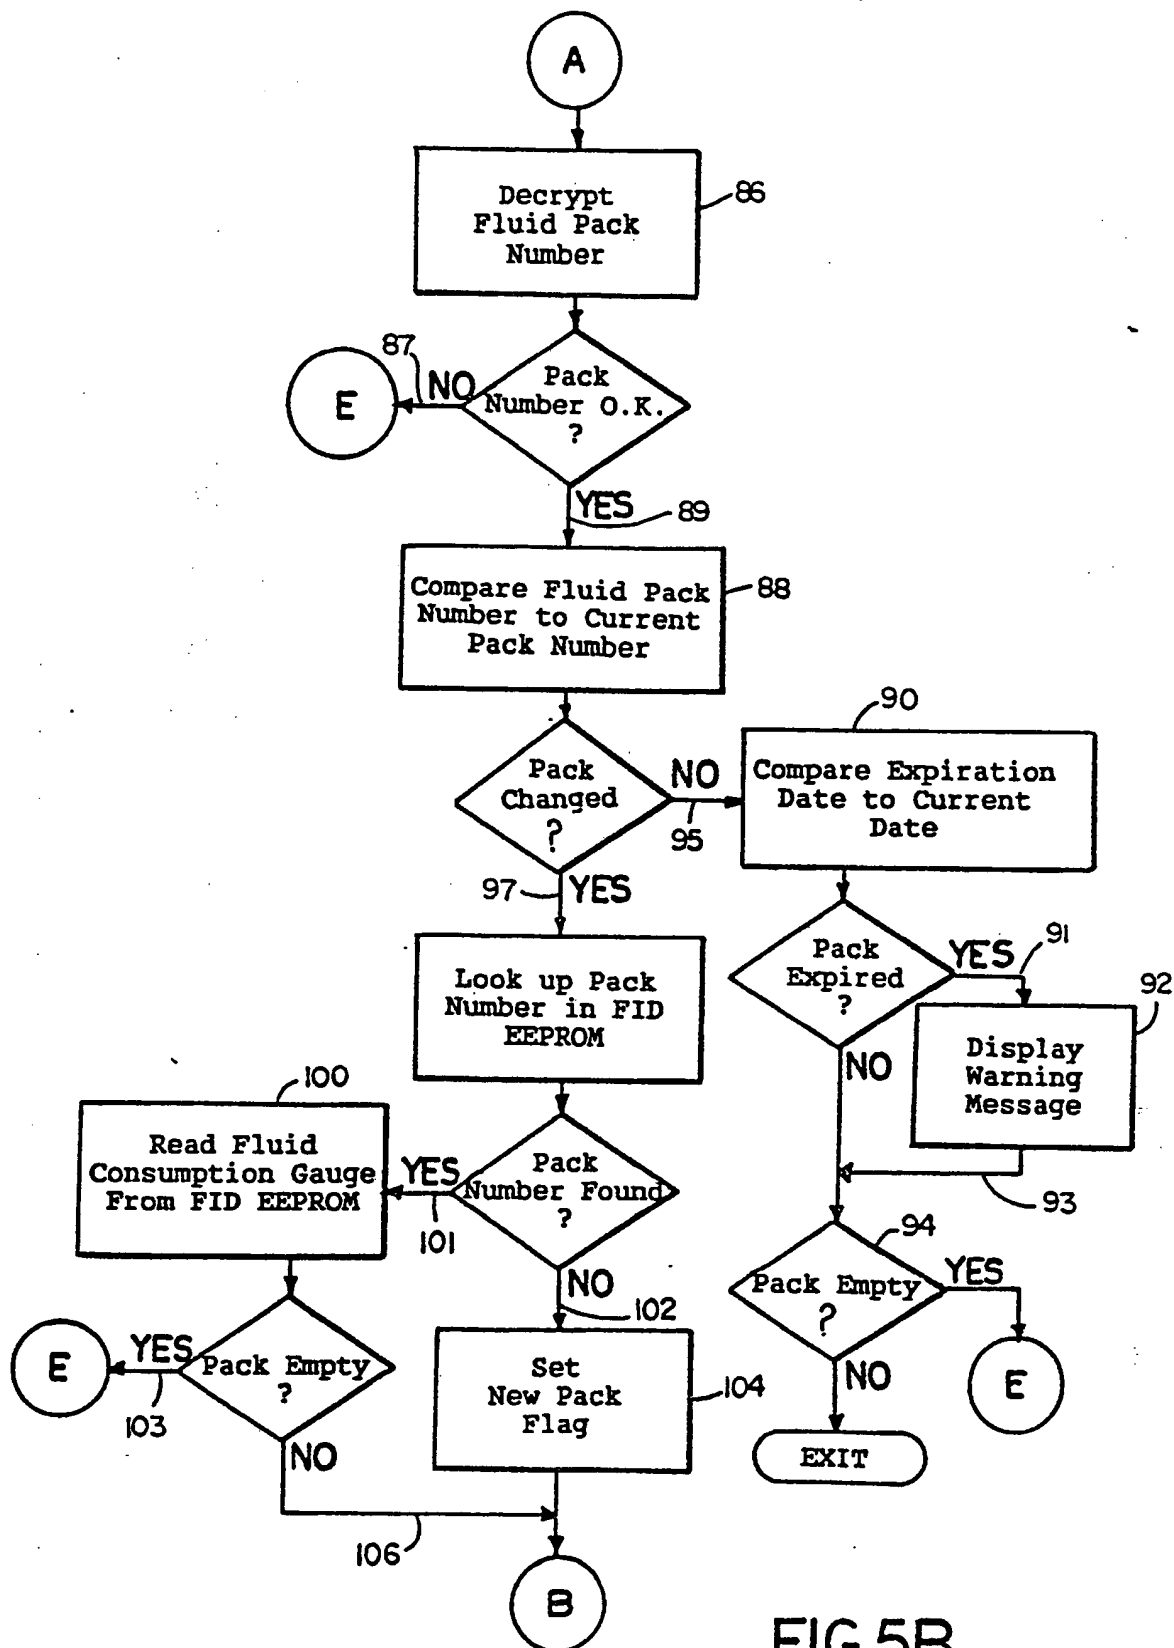 A
Decrypt
Fluid Pack
Number
86
87
NO
E
Pack
Number O.K.
?
YES
89
Compare Fluid Pack
Number to Current
Pack Number
88
90
Pack
Changed
?
NO
95
Compare Expiration
Date to Current
Date
97
YES
Look up Pack
Number in FID
EEPROM
Pack
Expired
?
YES
91
92
NO
Display
Warning
Message
93
100
Read Fluid
Consumption Gauge
From FID EEPROM
YES
101
Pack
Number Found
?
NO
102
94
Pack Empty
?
YES
E
NO
EXIT
E
YES
103
Pack Empty
?
NO
106
Set
New Pack
Flag
104
B
FIG.5B